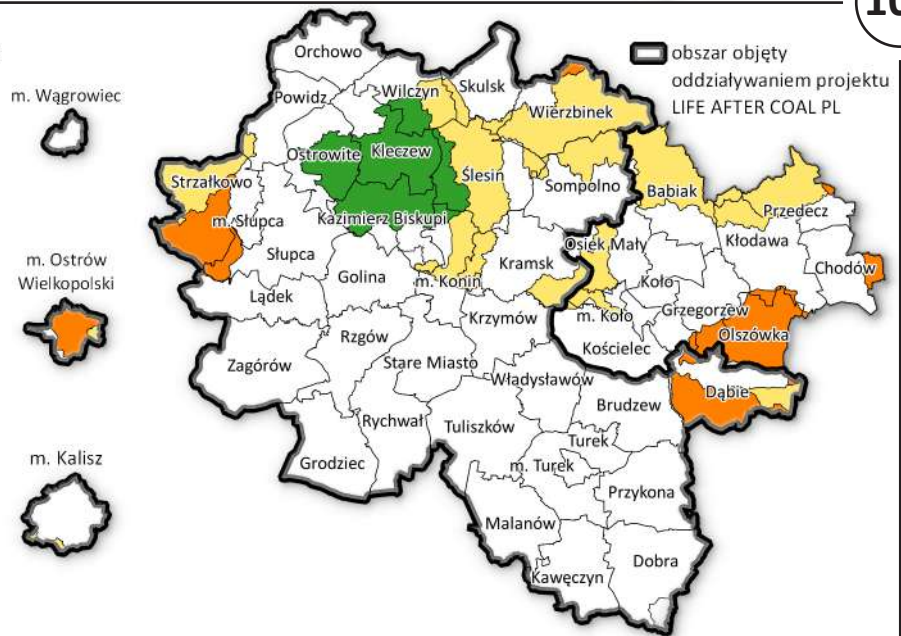 10
obszar objęty
oddziaływaniem projektu
LIFE AFTER COAL PL
m. Wągrowiec
m. Ostrów
Wielkopolski
m. Kalisz
Orchowo
Powidz
Wilczyn
Skulsk
Wierzbinek
Ostrowite
Kleczew
Ślesin
Strzałkowo
Sompolno
Babiak
Przedecz
m. Słupca
Kazimierz Biskupi
Słupca
Osiek Mały
Kłodawa
Golina
m. Konin
Kramsk
Koło
Chodów
Lądek
Krzymów
m. Koło
Grzegorzew
Olszówka
Zagórów
Rzgów
Stare Miasto
Kościelec
Władysławów
Dąbie
Rychwał
Tuliszków
Brudzew
Turek
Grodziec
m. Turek
Przykona
Malanów
Dobra
Kawęczyn